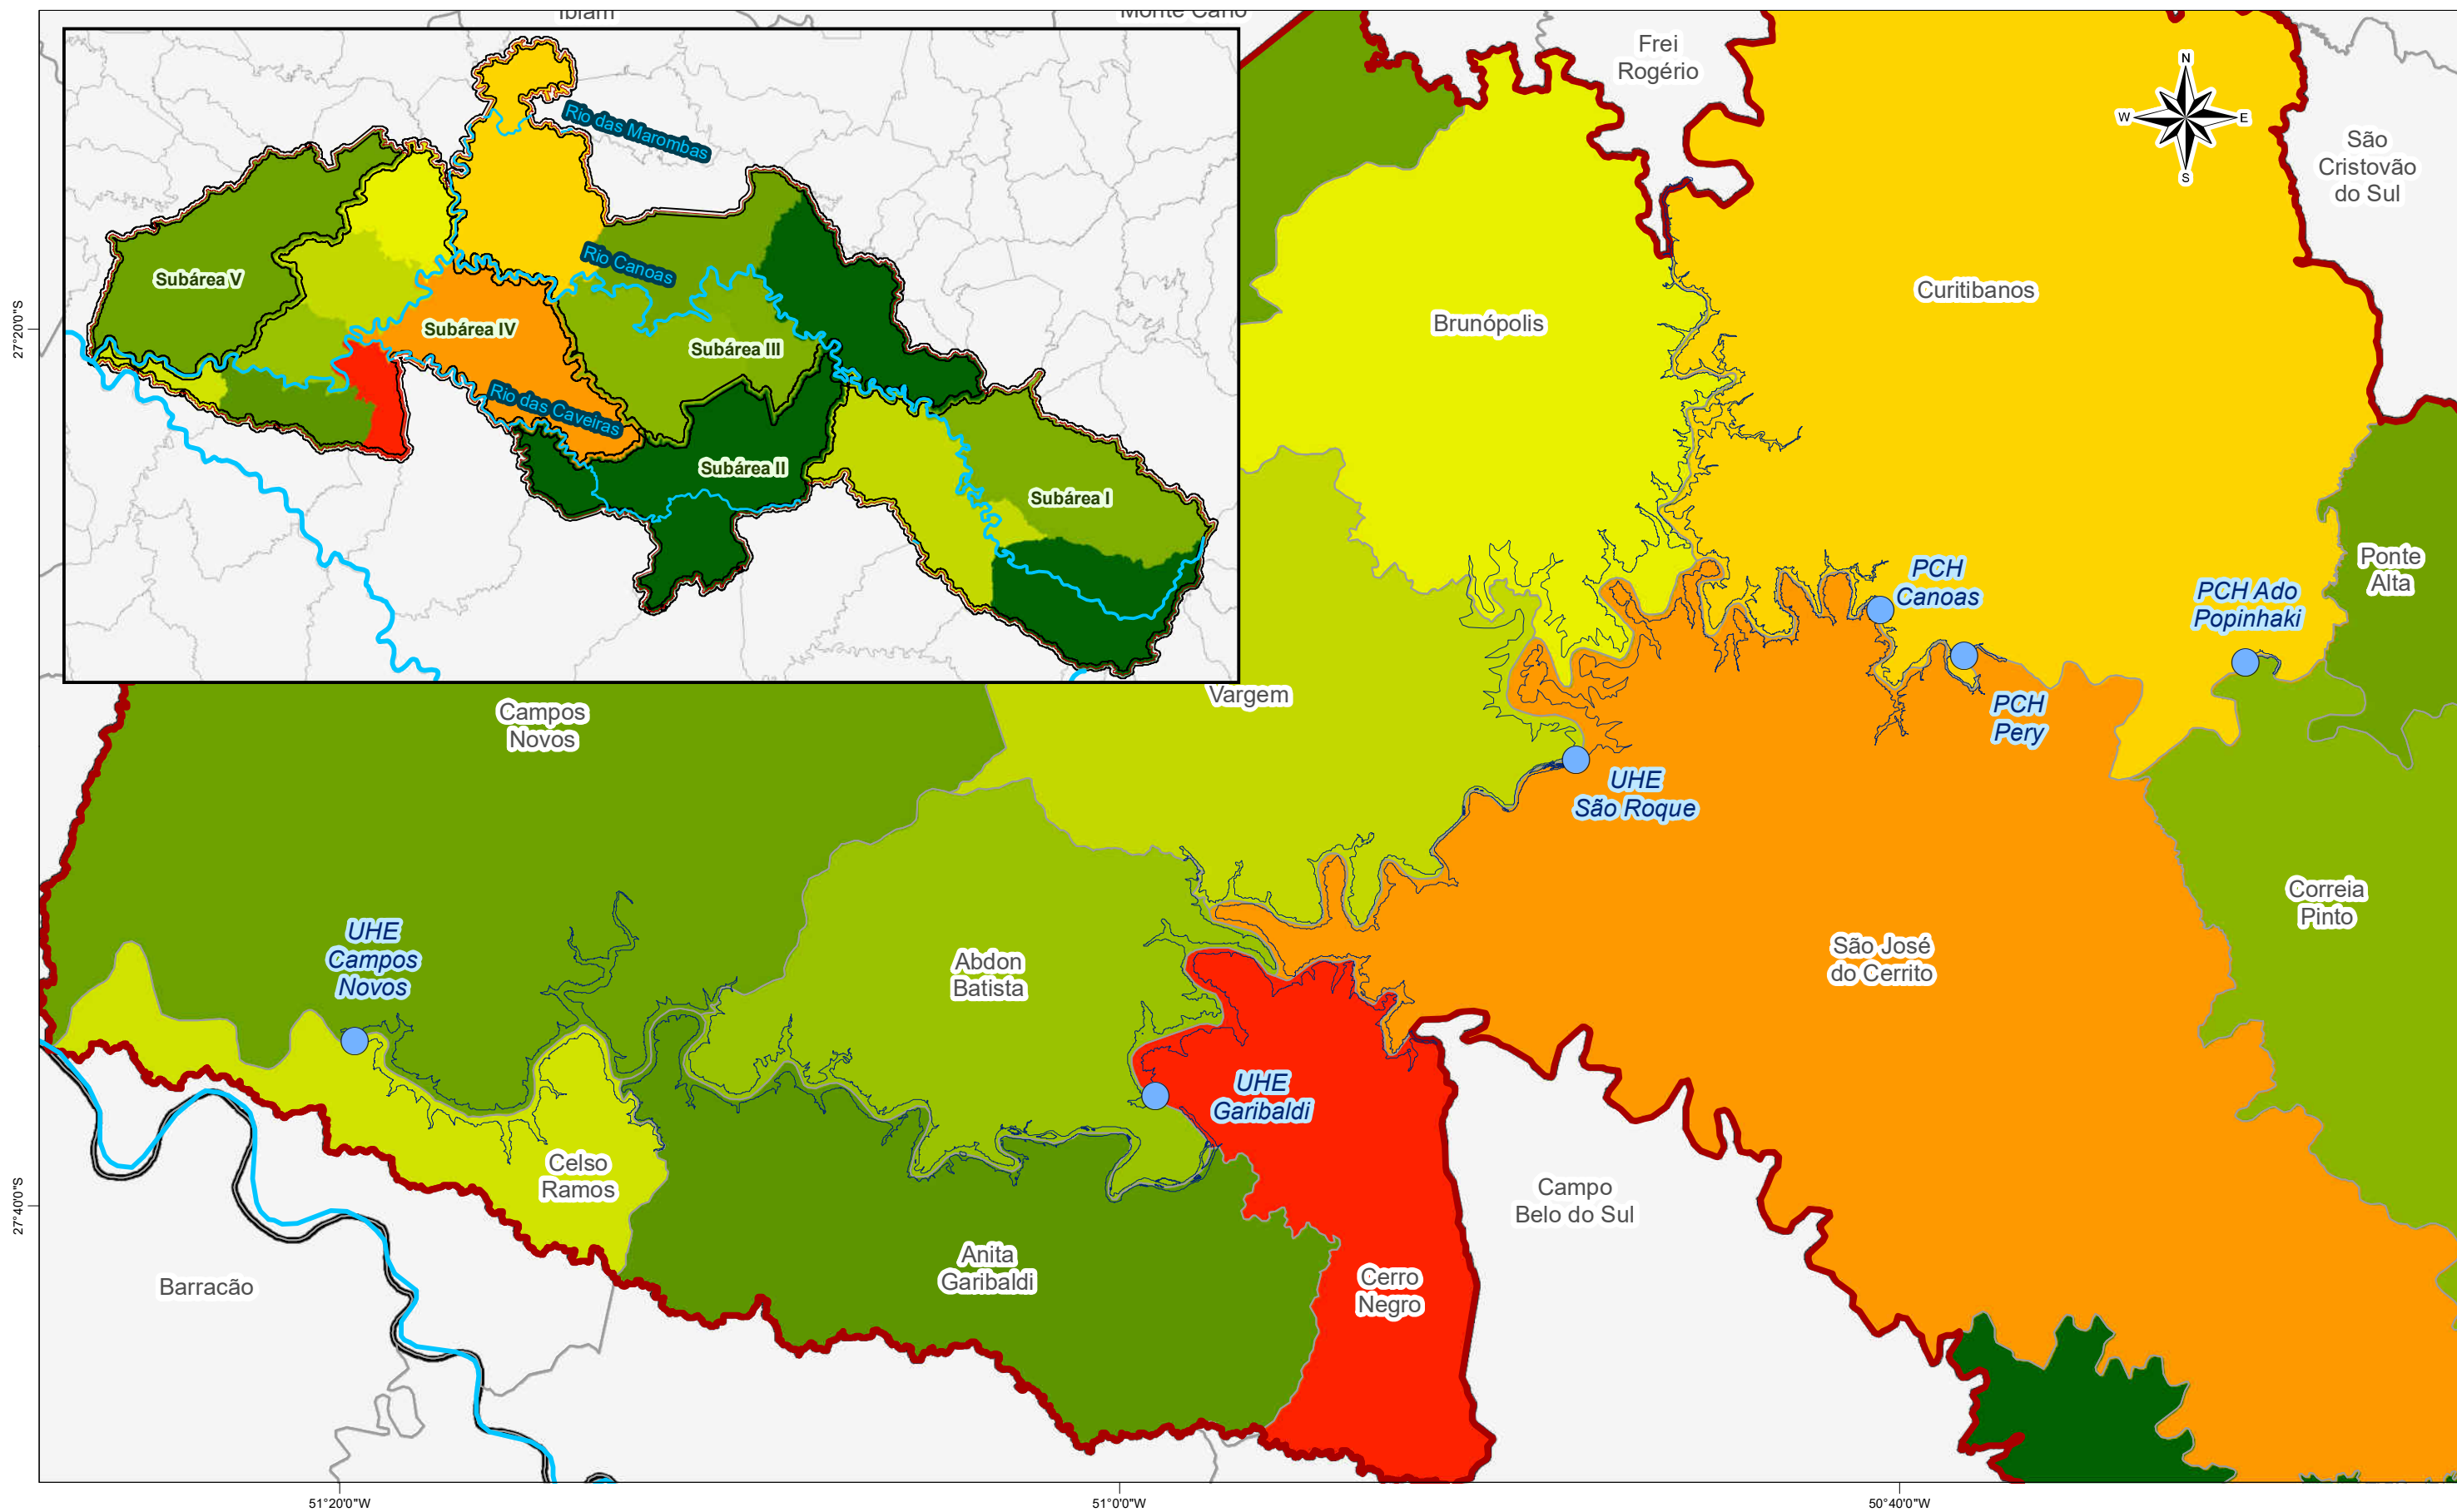 Ibiam
Monte Carlo
Frei
Rogério
N
W
E
S
São
Cristovão
do Sul
Rio das Marombas
Rio Canoas
Rio das Caveiras
Subárea V
Subárea IV
Subárea III
Subárea II
Subárea I
27°20'0"S
Brunópolis
Curitibanos
Ponte
Alta
PCH
Canoas
PCH Ado
Popinhaki
PCH
Pery
Vargem
Campos
Novos
UHE
São Roque
Correia
Pinto
UHE
Campos
Novos
Abdon
Batista
São José
do Cerrito
UHE
Garibaldi
Celso
Ramos
Campo
Belo do Sul
27°40'0"S
Anita
Garibaldi
Barracão
Cerro
Negro
51°20'0"W
51°0'0"W
50°40'0"W